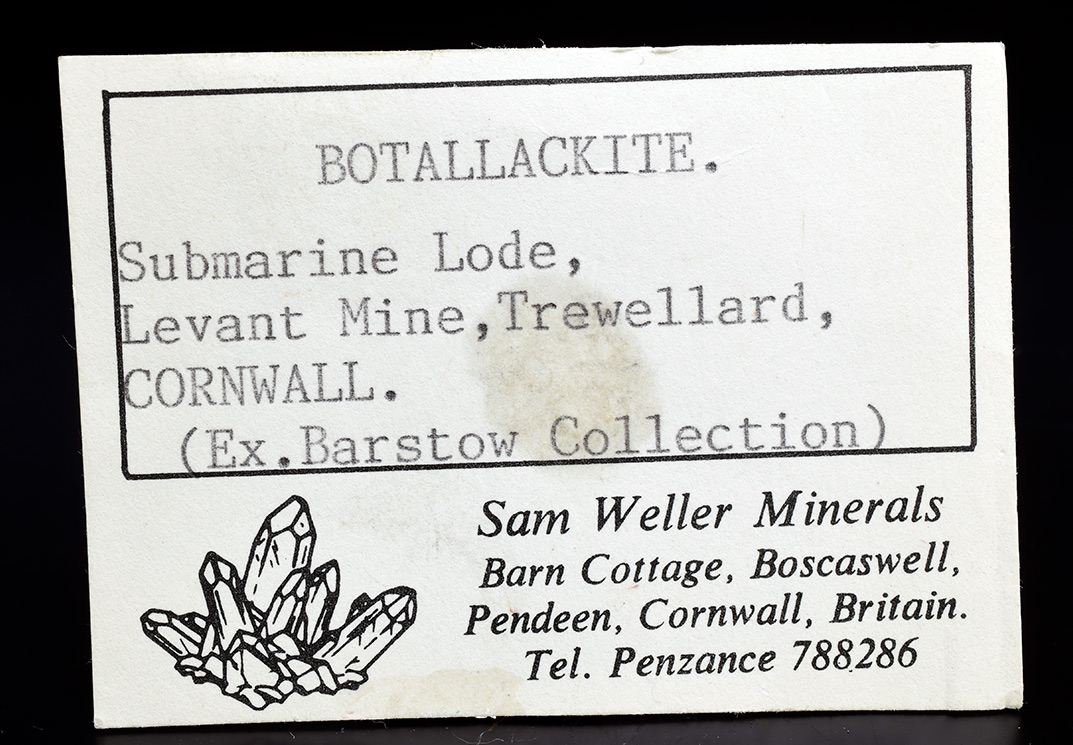 BOTALLACKITE.
Submarine Lode,
Levant Mine,Trewellard,
CORNWALL.
(Ex.Barstow Collection)
Sam Weller Minerals
Barn Cottage, Boscaswell,
Pendeen, Cornwall, Britain.
Tel. Penzance 788286